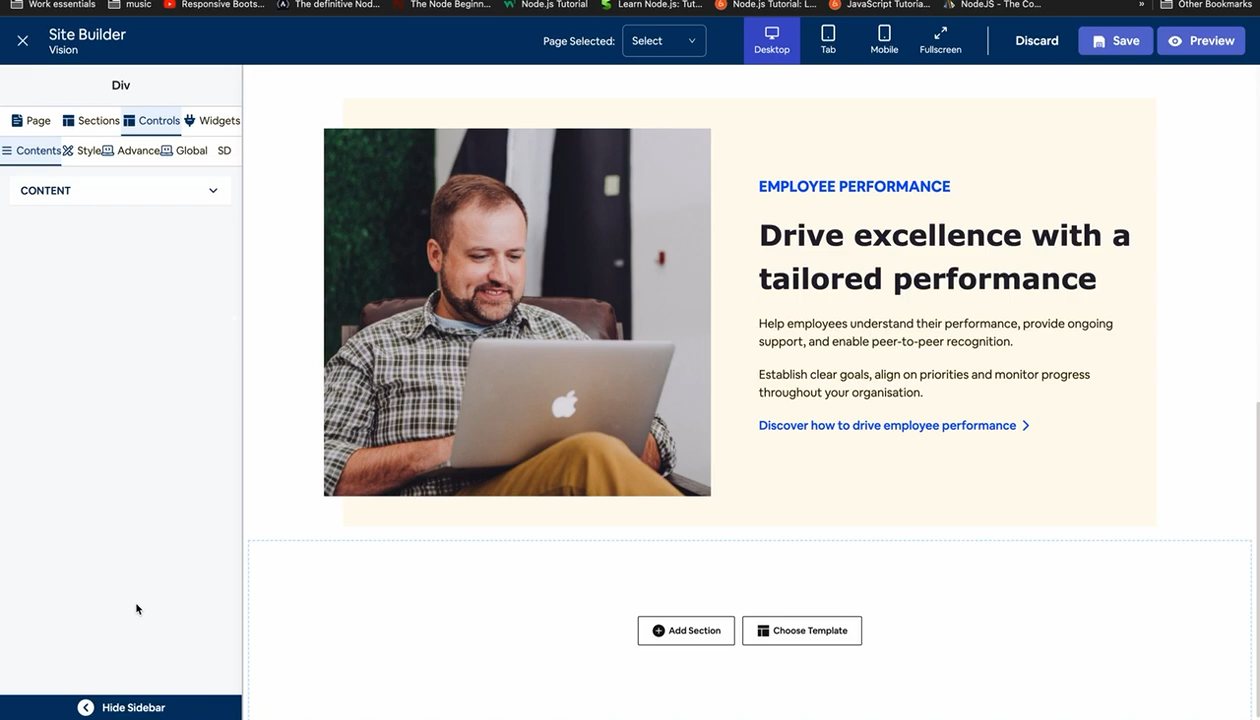 Work essentials music Responsive Boots... The definitive Nod... The Node Beginn... Node.js Tutorial Learn Node.js: Tut... Node.js Tutorial: L... JavaScript Tutoria... NodeJS - The Co... » Other Bookmarks
Site Builder
Vision
Page Selected: Select
Desktop Tab Mobile Fullscreen
Discard Save Preview
Div
Page Sections Controls Widgets
Contents Style Advance Global SD
CONTENT
EMPLOYEE PERFORMANCE
Drive excellence with a
tailored performance
Help employees understand their performance, provide ongoing
support, and enable peer-to-peer recognition.
Establish clear goals, align on priorities and monitor progress
throughout your organisation.
Discover how to drive employee performance
Add Section Choose Template
Hide Sidebar